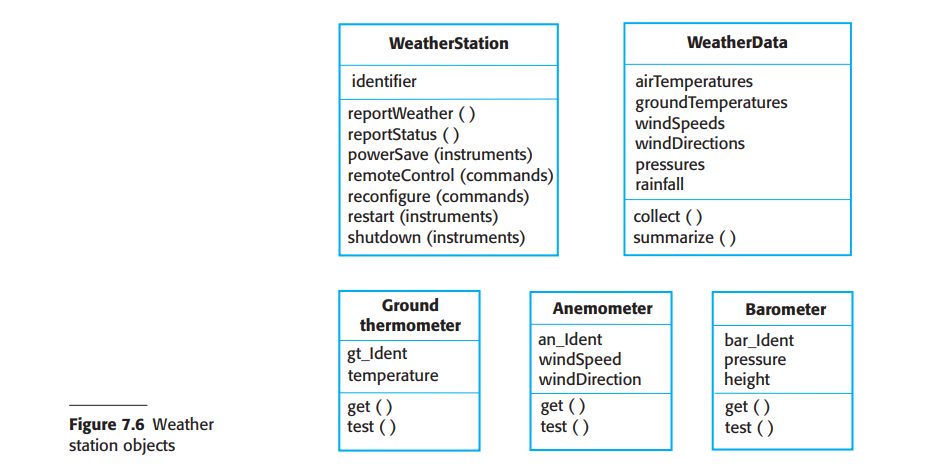 WeatherStation
identifier
reportWeather ( )
reportStatus ( )
powerSave (instruments)
remoteControl (commands)
reconfigure (commands)
restart (instruments)
shutdown (instruments)
WeatherData
airTemperatures
groundTemperatures
windSpeeds
windDirections
pressures
rainfall
collect ( )
summarize ( )
Ground
thermometer
gt_Ident
temperature
get ( )
test ( )
Anemometer
an_Ident
windSpeed
windDirection
get ( )
test ( )
Barometer
bar_Ident
pressure
height
get ( )
test ( )
Figure 7.6 Weather
station objects